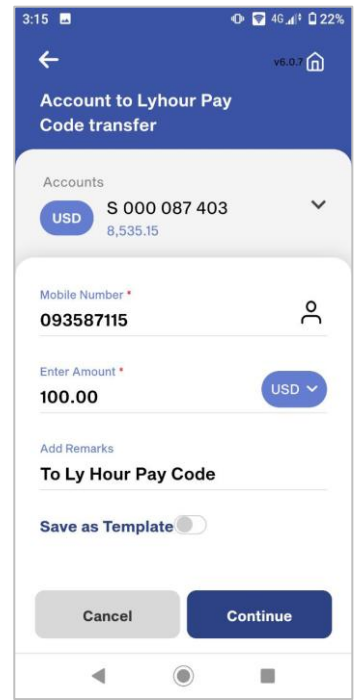 3:15 4G 22%
v6.0.7
Account to Lyhour Pay
Code transfer
Accounts
USD S 000 087 403
8,535.15
Mobile Number *
093587115
Enter Amount *
100.00 USD
Add Remarks
To Ly Hour Pay Code
Save as Template
Cancel Continue